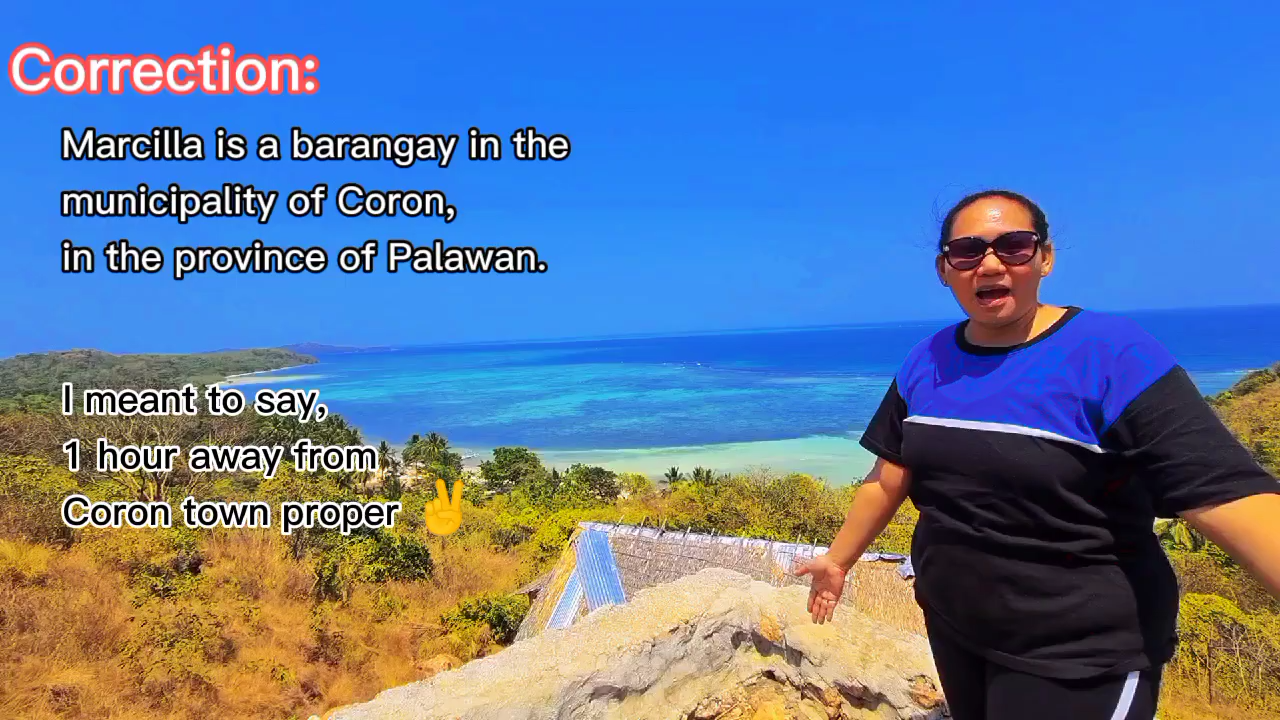 Correction:
Marcilla is a barangay in the
municipality of Coron,
in the province of Palawan.
I meant to say,
1 hour away from
Coron town proper ✌